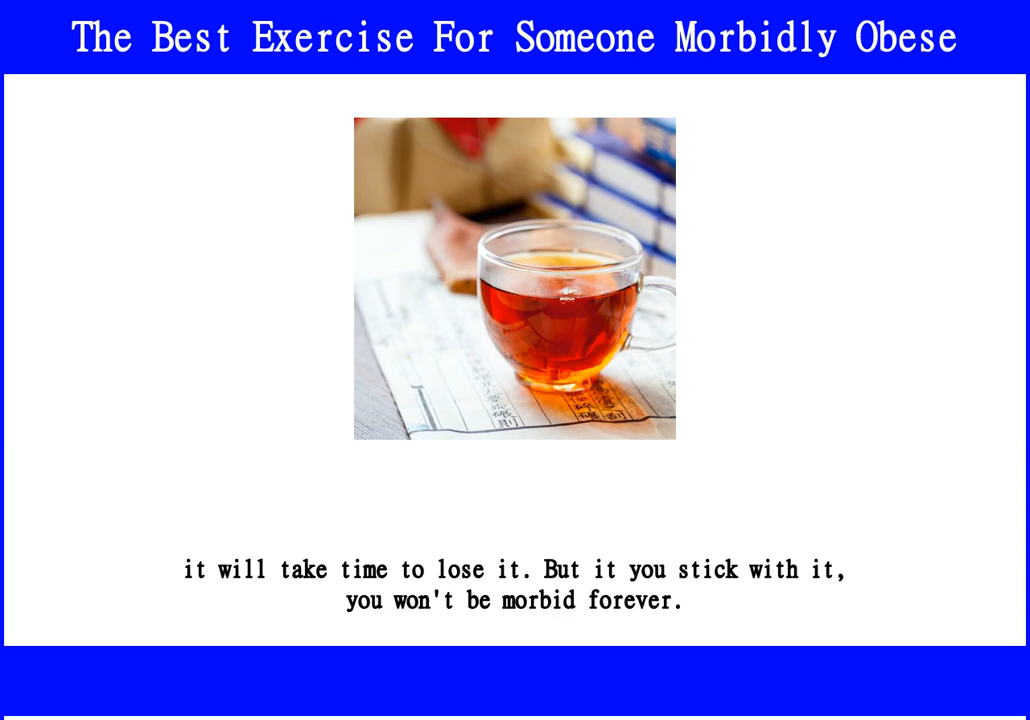 The Best Exercise For Someone Morbidly Obese
it will take time to lose it. But it you stick with it,
you won't be morbid forever.